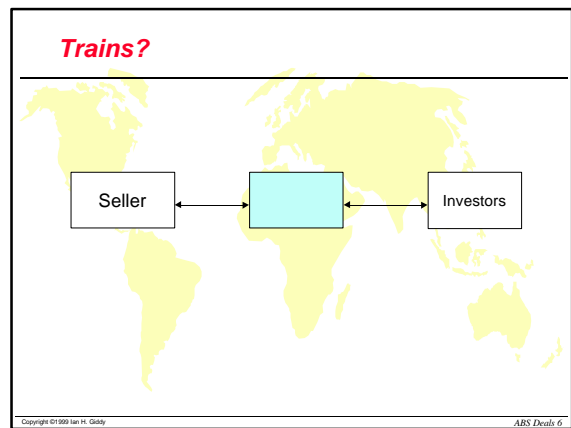 Trains?
Seller
Investors
Copyright ©1999 Ian H. Giddy
ABS Deals 6